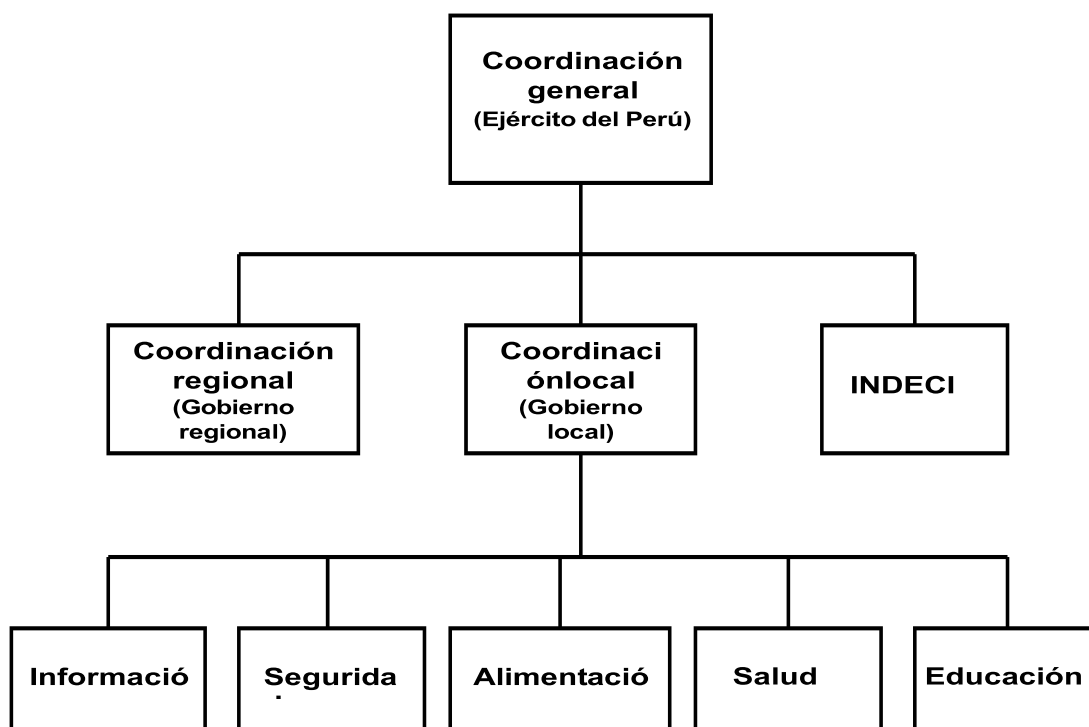 Coordinación
general
(Ejército del Perú)
Coordinación
regional
(Gobierno
regional)
Coordinaci
ónlocal
(Gobierno
local)
INDECI
Informació
Segurida
Alimentació
Salud
Educación